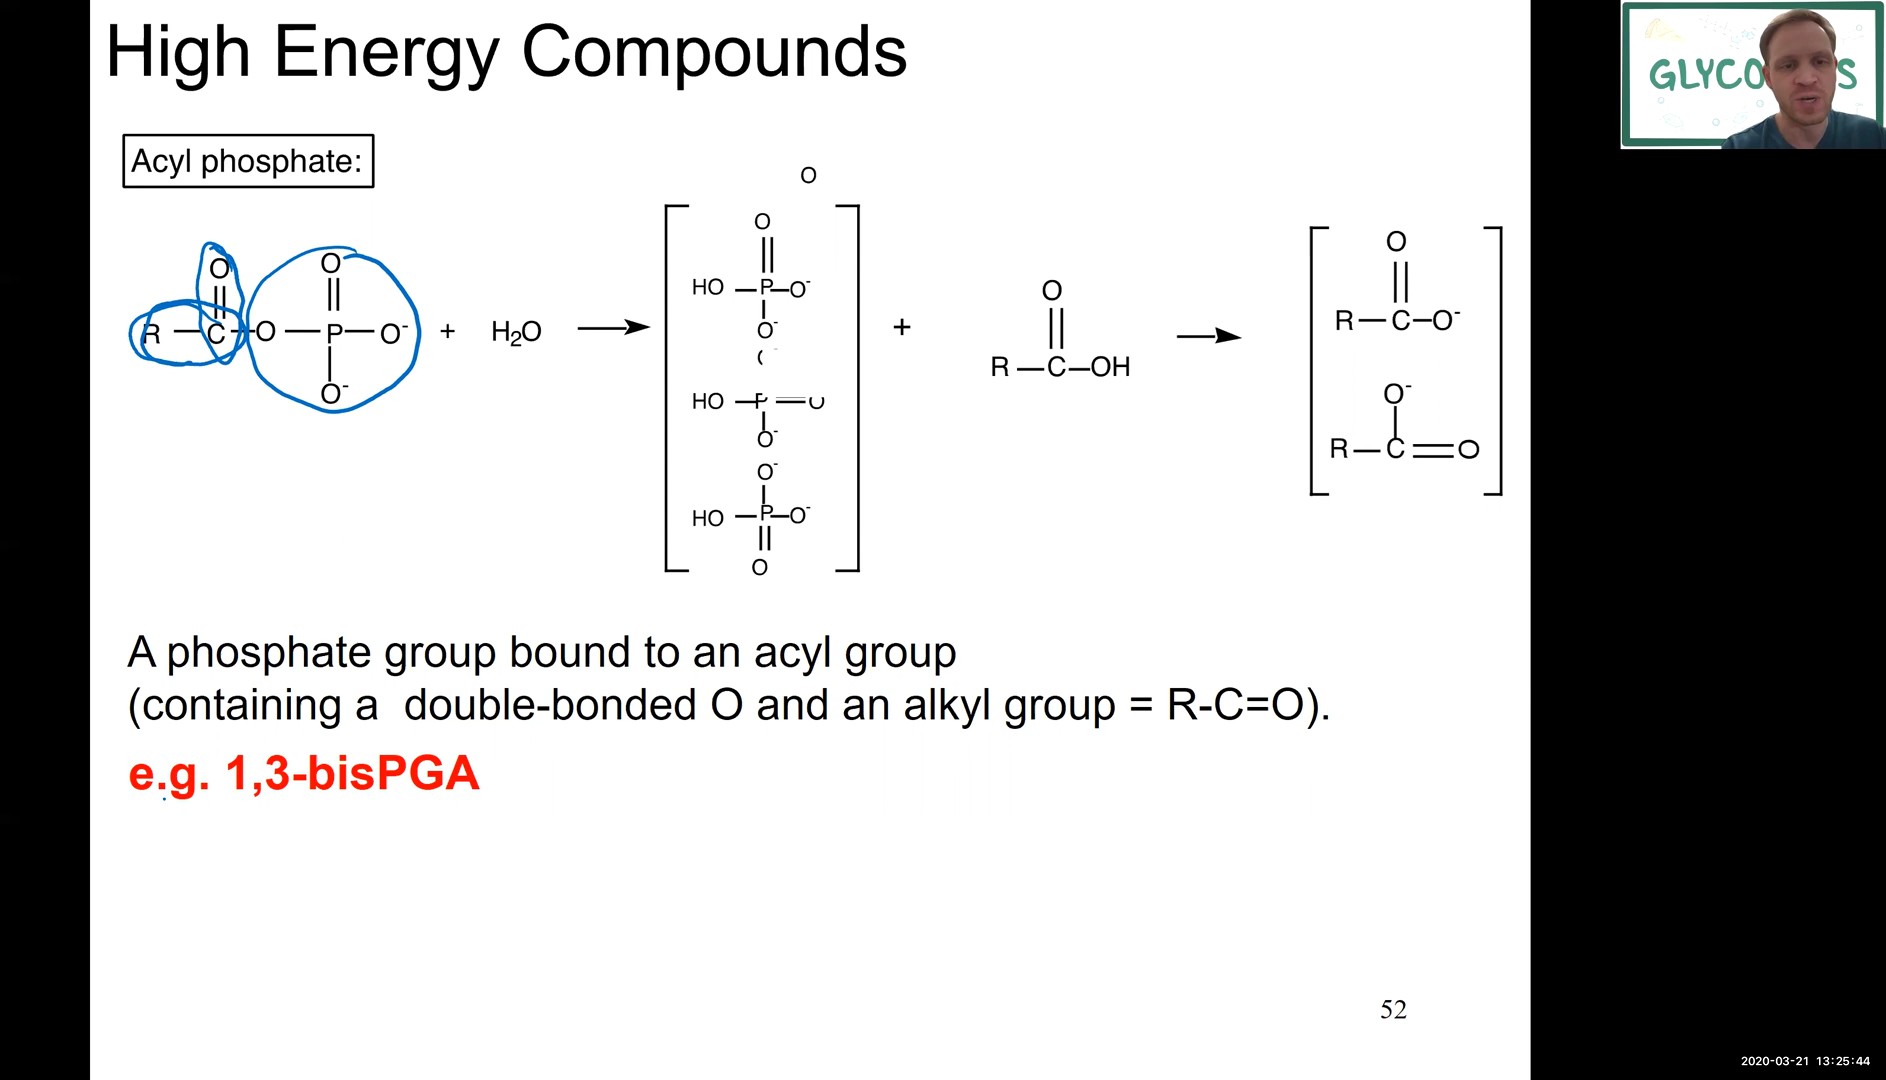 High Energy Compounds
GLYCO S
Acyl phosphate:
O
O
O
O
O
O
HO P O-
R C O P O- + H2O + R C OH R C O-
O-
O-
O-
HO P O
R C O
O-
O-
HO P O-
O
A phosphate group bound to an acyl group
(containing a double-bonded O and an alkyl group = R-C=O).
e.g. 1,3-bisPGA
52
2020-03-21 13:25:44